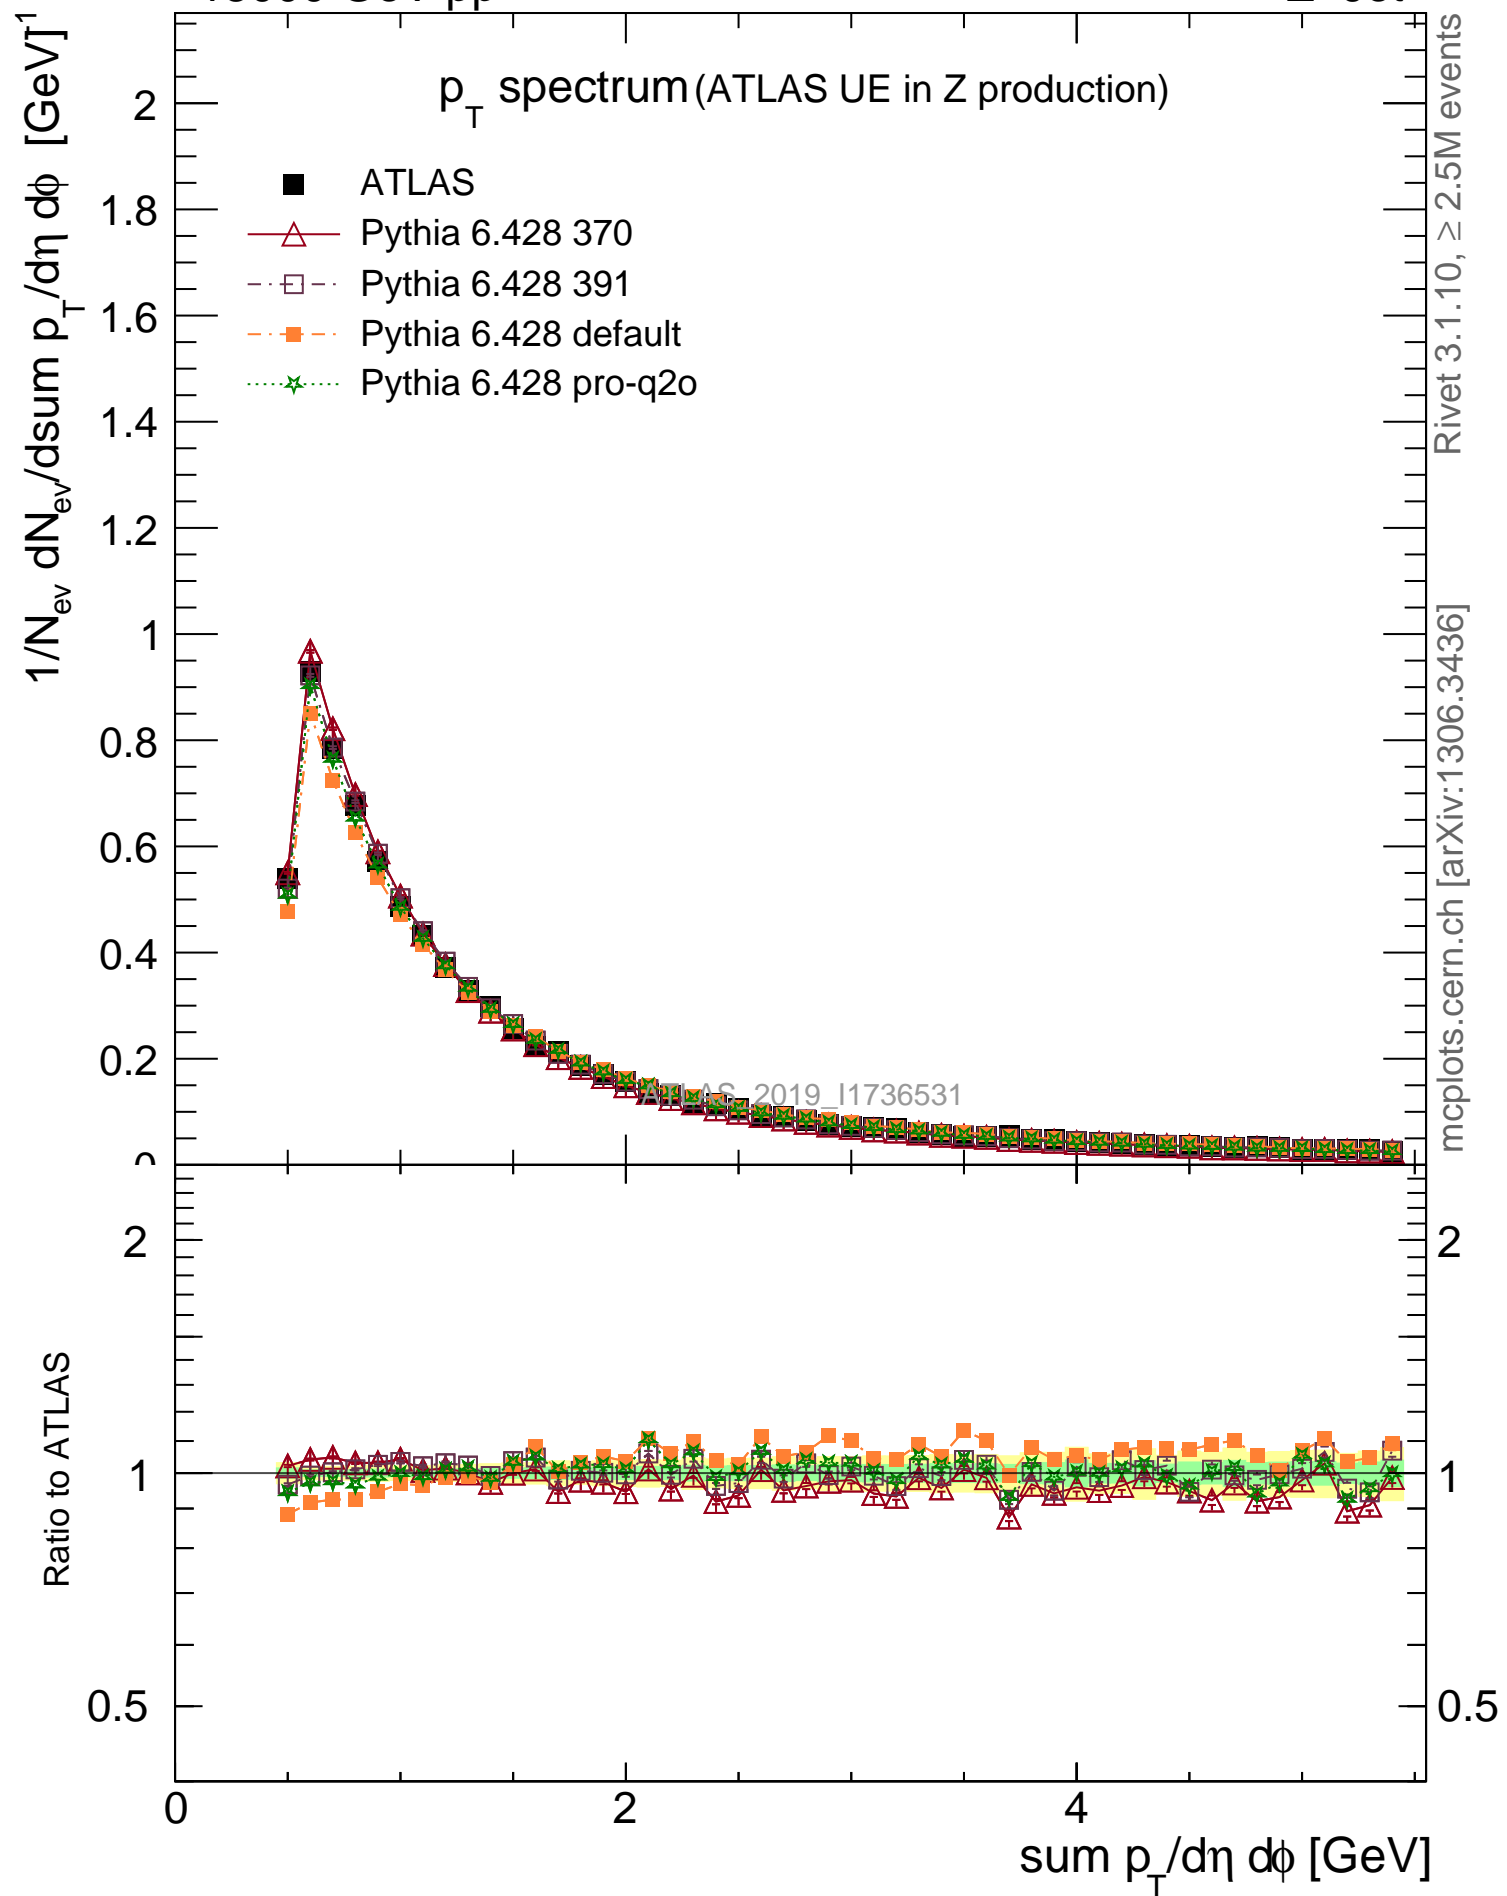 p_T spectrum (ATLAS UE in Z production)
ATLAS
Pythia 6.428 370
Pythia 6.428 391
Pythia 6.428 default
Pythia 6.428 pro-q2o
1/N_ev dN_ev/dsum p_T/dη dϕ [GeV]^-1
2
1.8
1.6
1.4
1.2
1
0.8
0.6
0.4
0.2
0
ATLAS_2019_I1736531
Rivet 3.1.10, ≥ 2.5M events
mcplots.cern.ch [arXiv:1306.3436]
Ratio to ATLAS
2
1
0.5
2
1
0.5
0
2
4
sum p_T/dη dϕ [GeV]